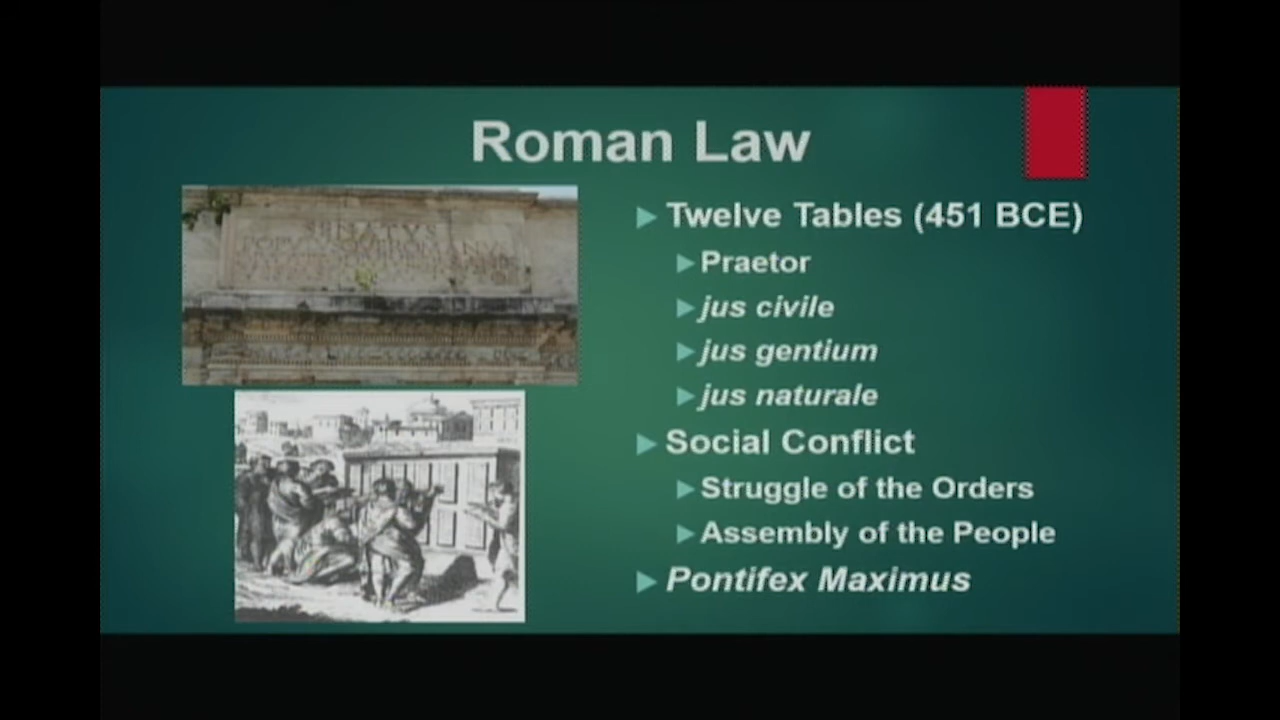 Roman Law
SENATVS
Twelve Tables (451 BCE)
Praetor
jus civile
jus gentium
jus naturale
Social Conflict
Struggle of the Orders
Assembly of the People
Pontifex Maximus